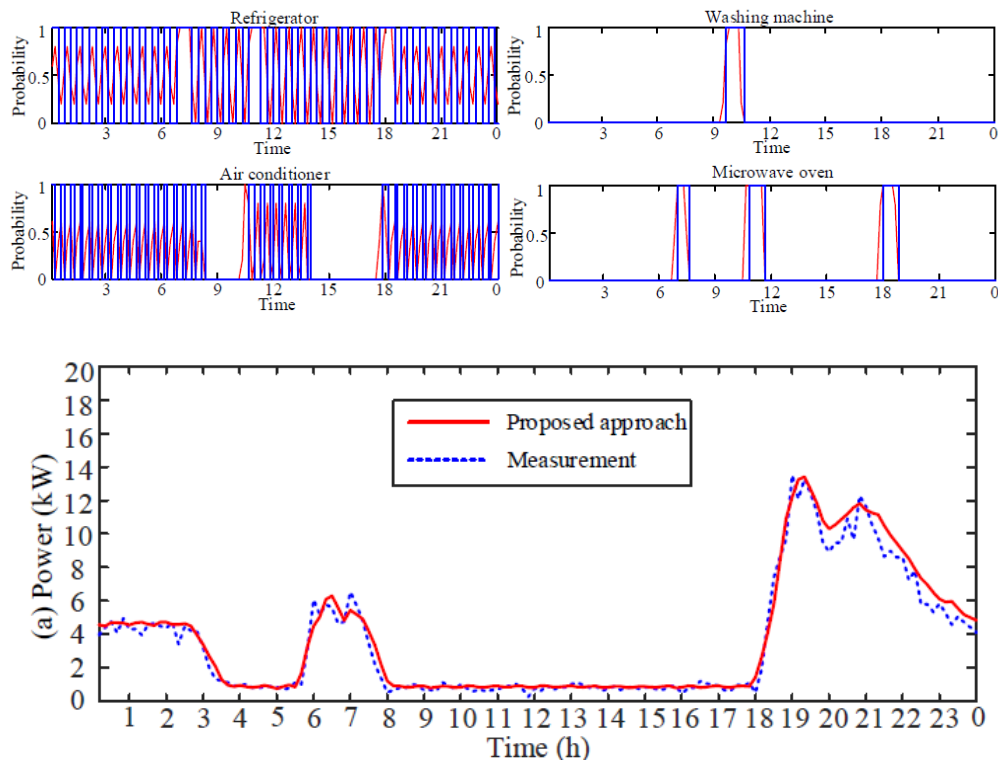 Refrigerator
1
0.5
0
Probability
3 6 9 12 15 18 21 0
Time
Washing machine
1
0.5
0
Probability
3 6 9 12 15 18 21 0
Time
Air conditioner
1
0.5
0
Probability
3 6 9 12 15 18 21 0
Time
Microwave oven
1
0.5
0
Probability
3 6 9 12 15 18 21 0
Time
20
18
16
14
12
10
8
6
4
2
0
(a) Power (kW)
Proposed approach
Measurement
1 2 3 4 5 6 7 8 9 10 11 12 13 14 15 16 17 18 19 20 21 22 23 0
Time (h)